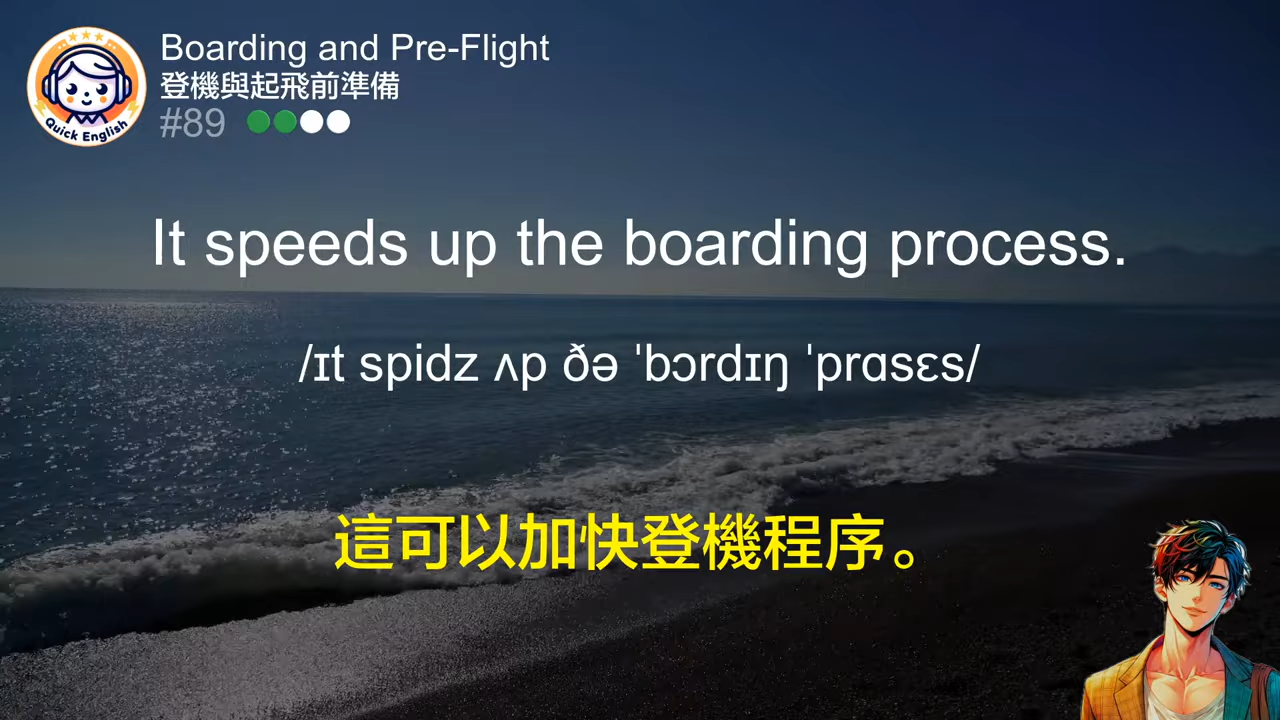 Boarding and Pre-Flight
登機與起飛前準備
#89
Quick English
It speeds up the boarding process.
/ɪt spidz ʌp ðə ˈbɔrdɪŋ ˈprɑsɛs/
這可以加快登機程序。